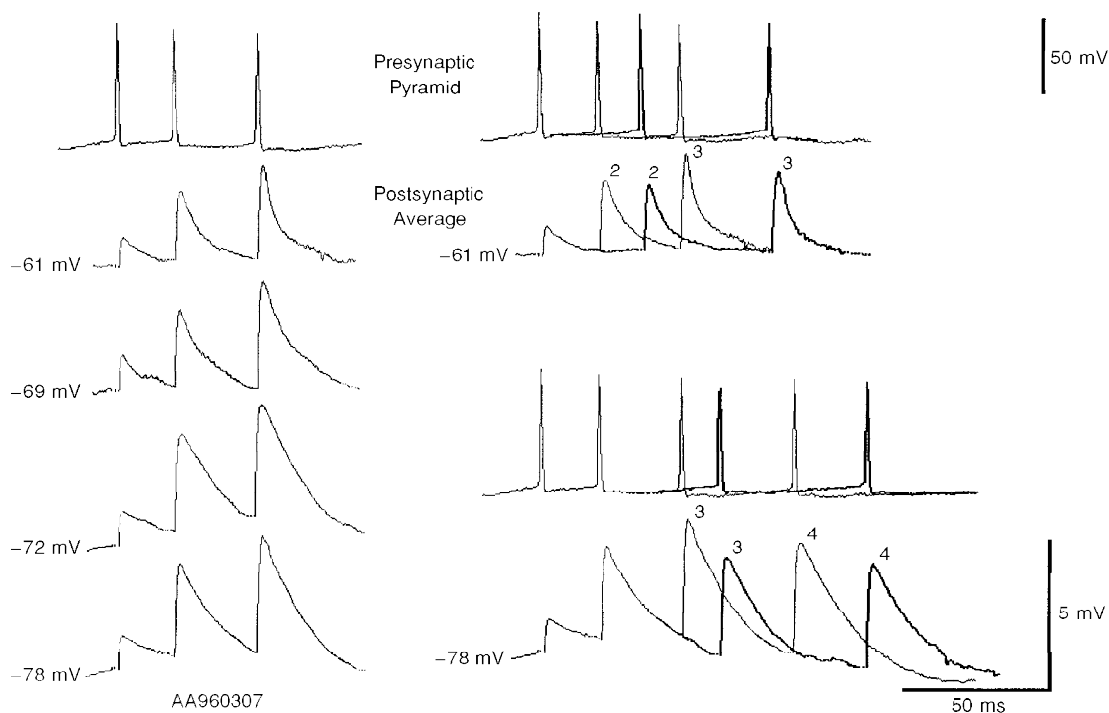 Presynaptic
Pyramid
50 mV
Postsynaptic
Average
2
2
3
3
−61 mV
−61 mV
−69 mV
−72 mV
−78 mV
3
3
4
4
−78 mV
5 mV
50 ms
AA960307